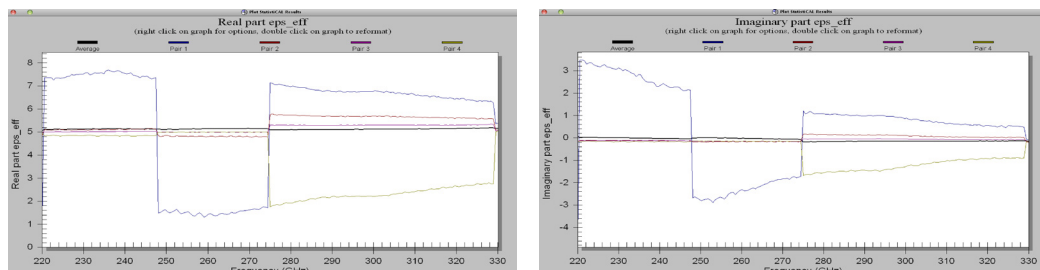 Plot StatistiCAL Results
Real part eps_eff
(right click on graph for options, double click on graph to reformat)
Average Pair 1 Pair 2 Pair 3 Pair 4
Real part eps_eff
8
7
6
5
4
3
2
1
0
220 230 240 250 260 270 280 290 300 310 320 330
Frequency (GHz)
Plot StatistiCAL Results
Imaginary part eps_eff
(right click on graph for options, double click on graph to reformat)
Average Pair 1 Pair 2 Pair 3 Pair 4
Imaginary part eps_eff
3
2
1
0
-1
-2
-3
-4
220 230 240 250 260 270 280 290 300 310 320 330
Frequency (GHz)